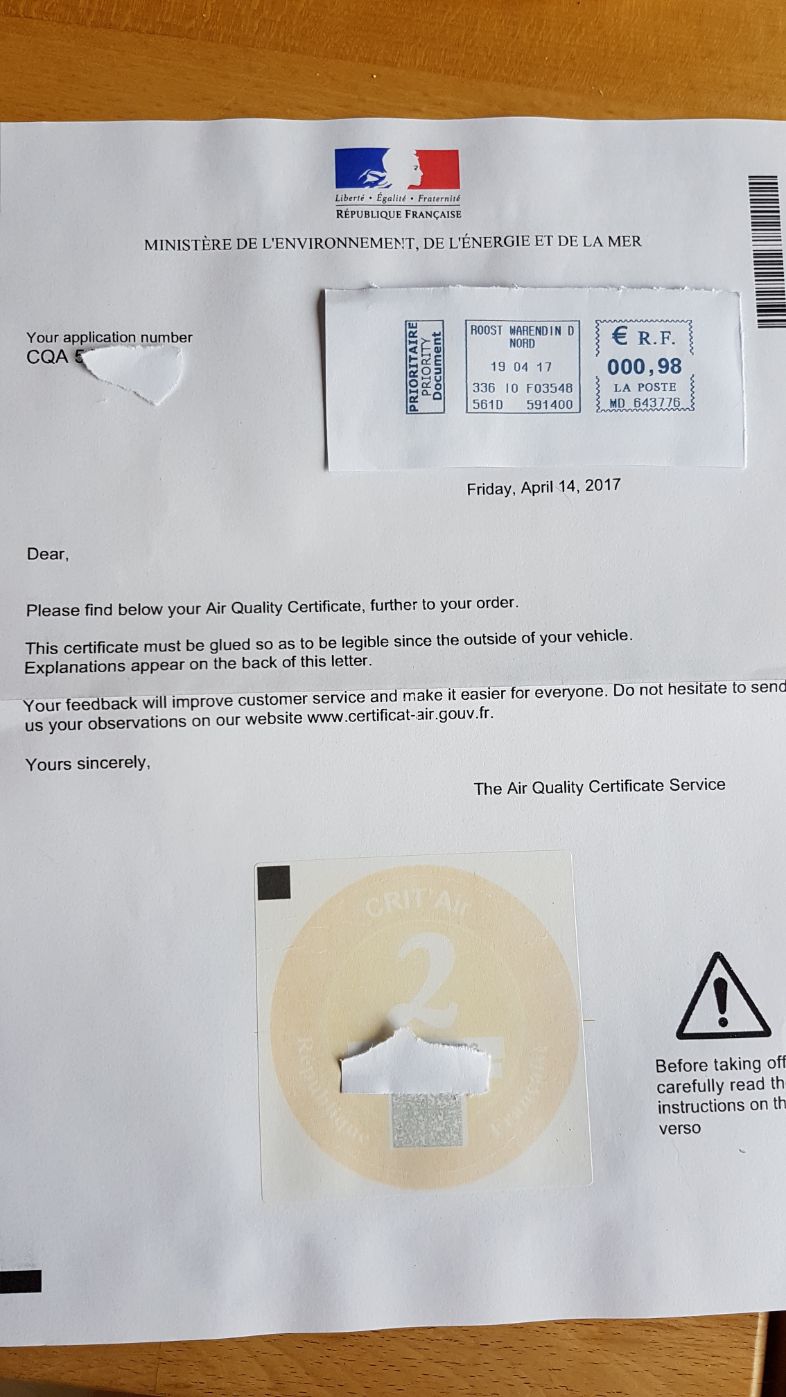 Liberté • Égalité • Fraternité
RÉPUBLIQUE FRANÇAISE
MINISTÈRE DE L'ENVIRONNEMENT, DE L'ÉNERGIE ET DE LA MER
Your application number
CQA 5
PRIORITAIRE
PRIORITY
Document
ROOST WARENDIN D
NORD
19 04 17
336 IO F03548
561D 591400
€ R.F.
000,98
LA POSTE
MD 643776
Friday, April 14, 2017
Dear,
Please find below your Air Quality Certificate, further to your order.
This certificate must be glued so as to be legible since the outside of your vehicle.
Explanations appear on the back of this letter.
Your feedback will improve customer service and make it easier for everyone. Do not hesitate to send
us your observations on our website www.certificat-air.gouv.fr.
Yours sincerely,
The Air Quality Certificate Service
CRIT'Air
2
République
Française
Before taking off
carefully read th
instructions on th
verso